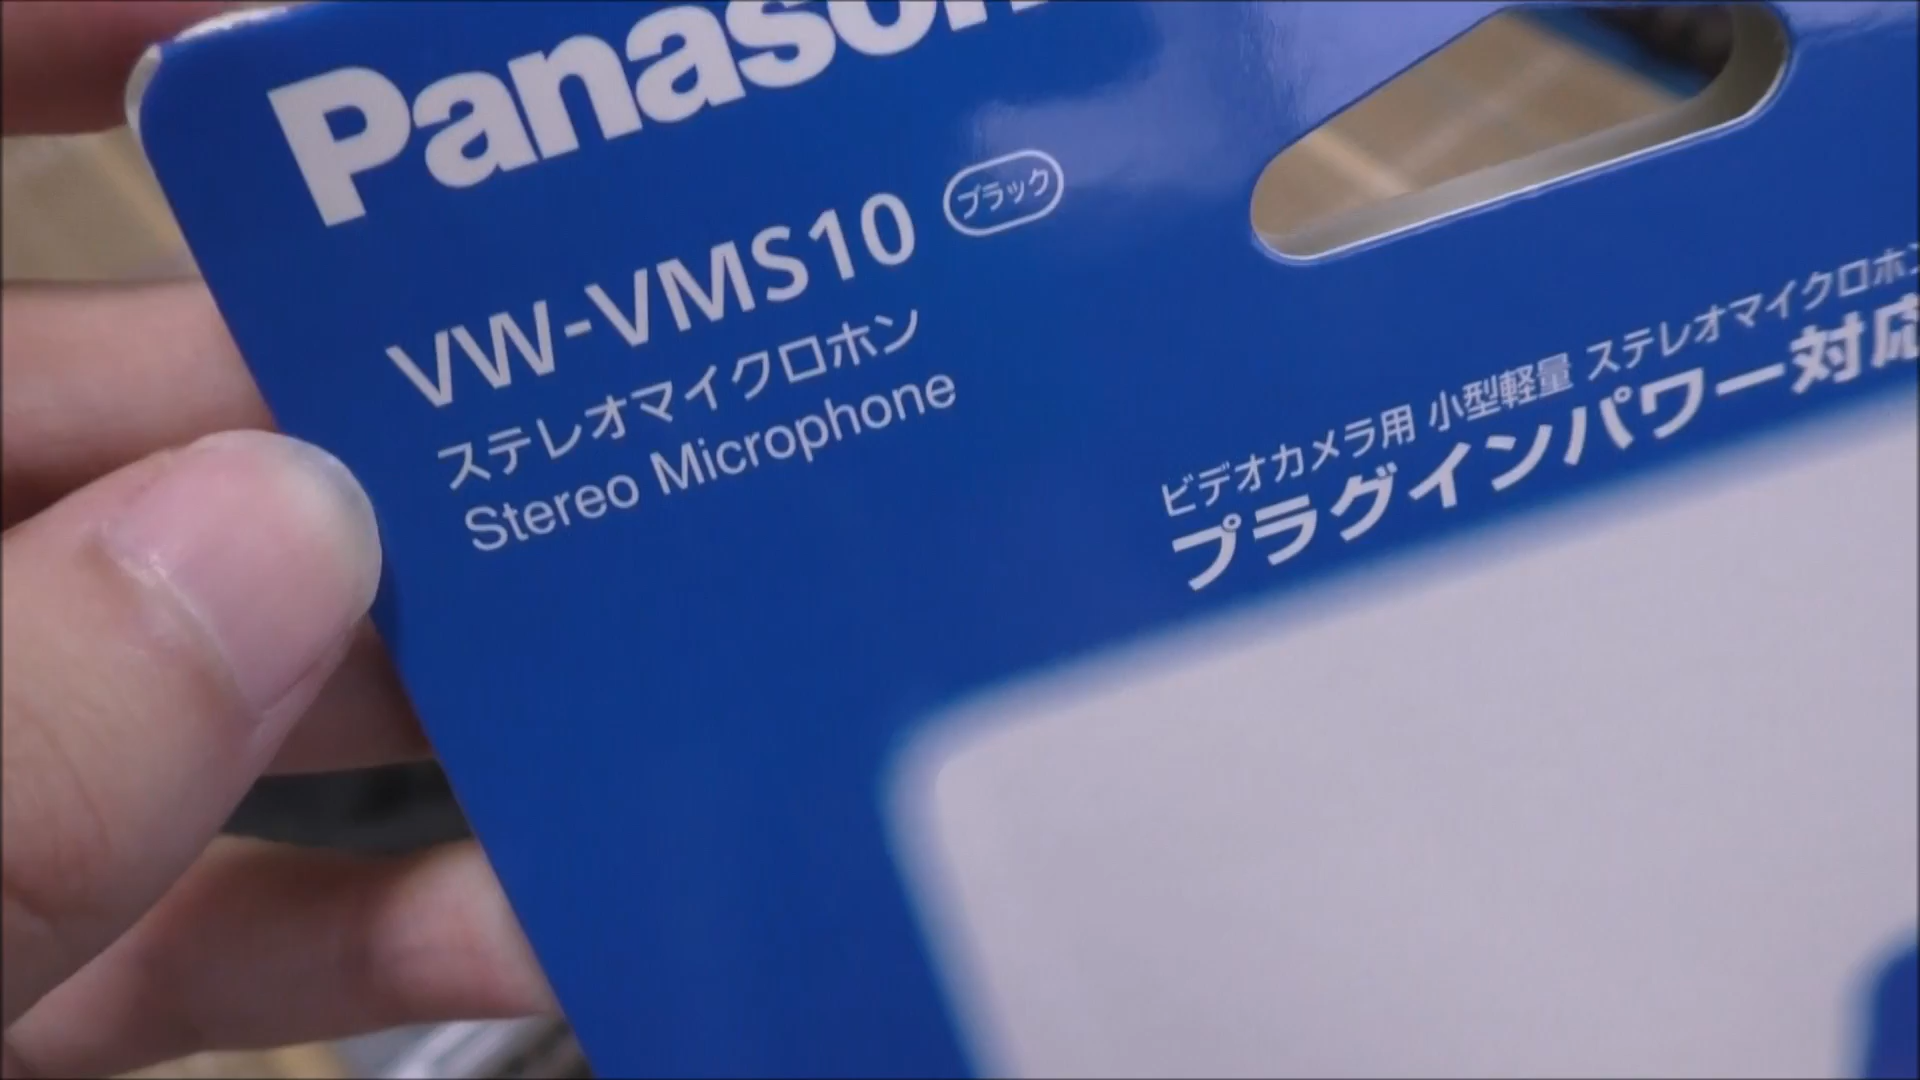 Panasonic
VW-VMS10 ブラック
ステレオマイクロホン
Stereo Microphone
ビデオカメラ用 小型軽量 ステレオマイクロホン
プラグインパワー対応